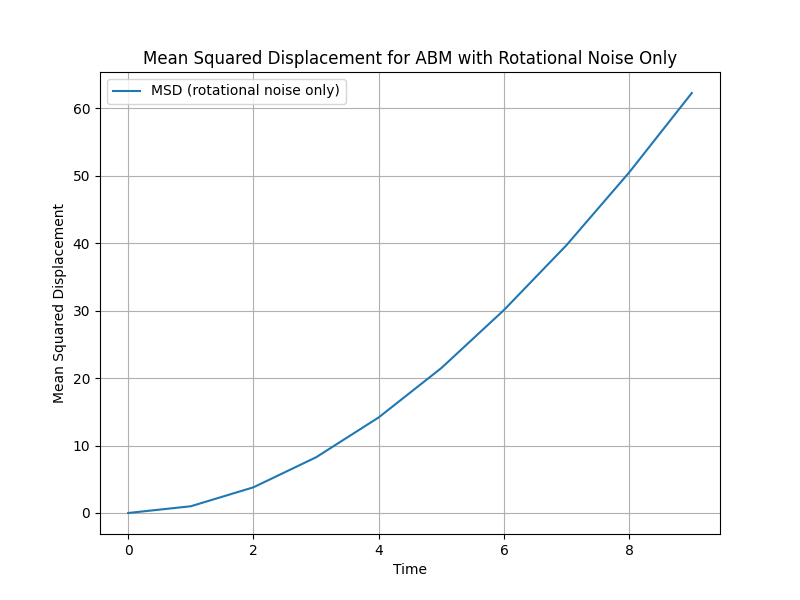 Mean Squared Displacement for ABM with Rotational Noise Only
MSD (rotational noise only)
Mean Squared Displacement
60
50
40
30
20
10
0
0 2 4 6 8
Time